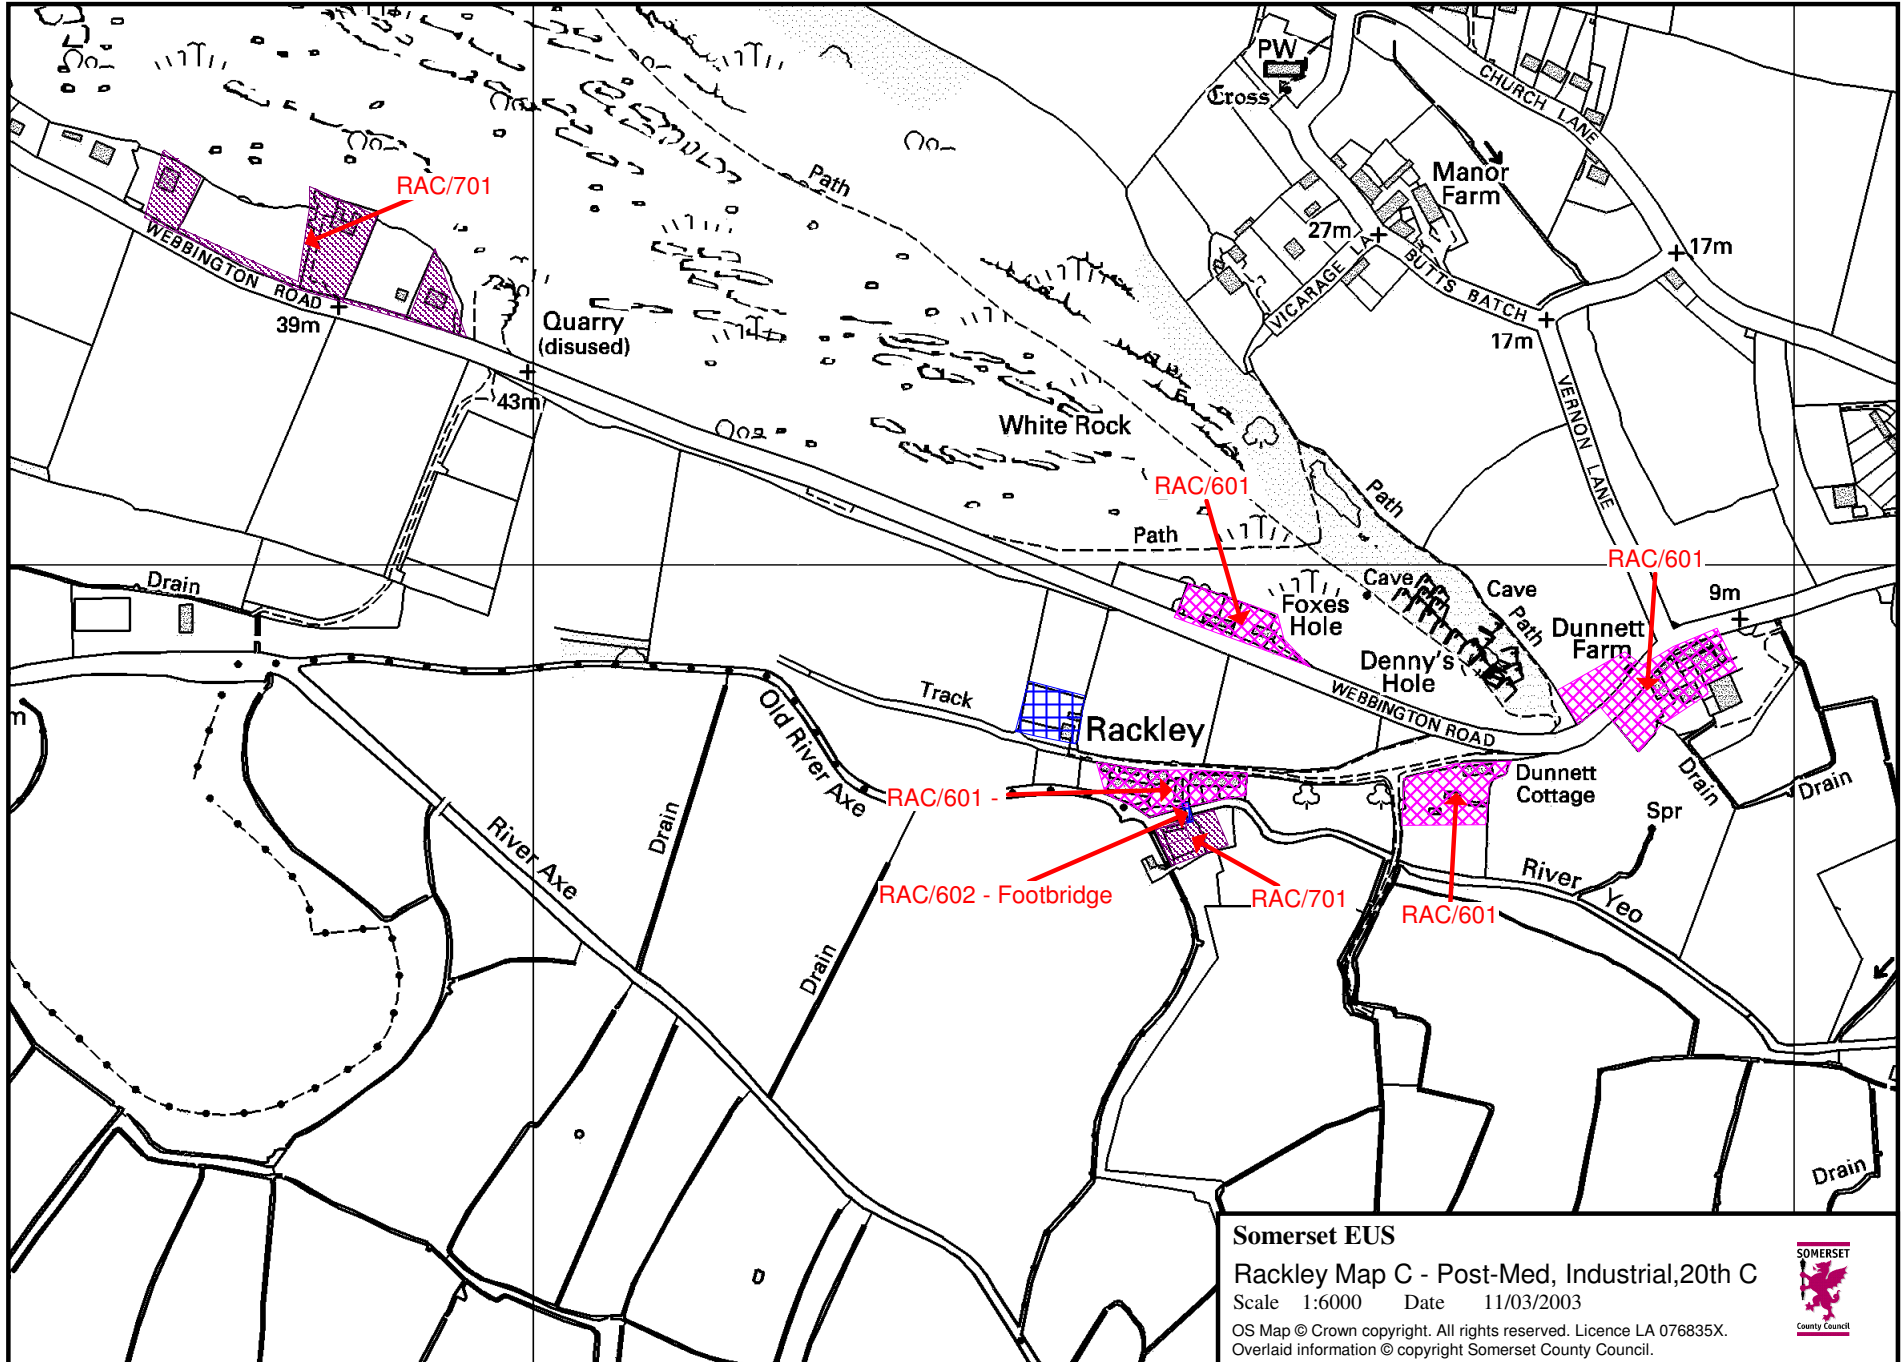 PW
Cross
CHURCH LANE
Manor
Farm
27m
17m
VICARAGE LA
BUTTS BATCH
17m
VERNON LANE
Path
RAC/701
WEBBINGTON ROAD
39m
Quarry
(disused)
43m
White Rock
Path
RAC/601
Path
RAC/601
Cave
Cave
Path
9m
Foxes
Hole
Dunnett
Farm
Denny's
Hole
WEBBINGTON ROAD
Drain
Track
Rackley
Old River Axe
RAC/601 -
Dunnett
Cottage
Drain
Drain
Spr
m
River Axe
Drain
Drain
RAC/602 - Footbridge
RAC/701
RAC/601
River Yeo
Drain
D
Somerset EUS
Rackley Map C - Post-Med, Industrial,20th C
Scale 1:6000 Date 11/03/2003
OS Map © Crown copyright. All rights reserved. Licence LA 076835X.
Overlaid information © copyright Somerset County Council.
SOMERSET
County Council